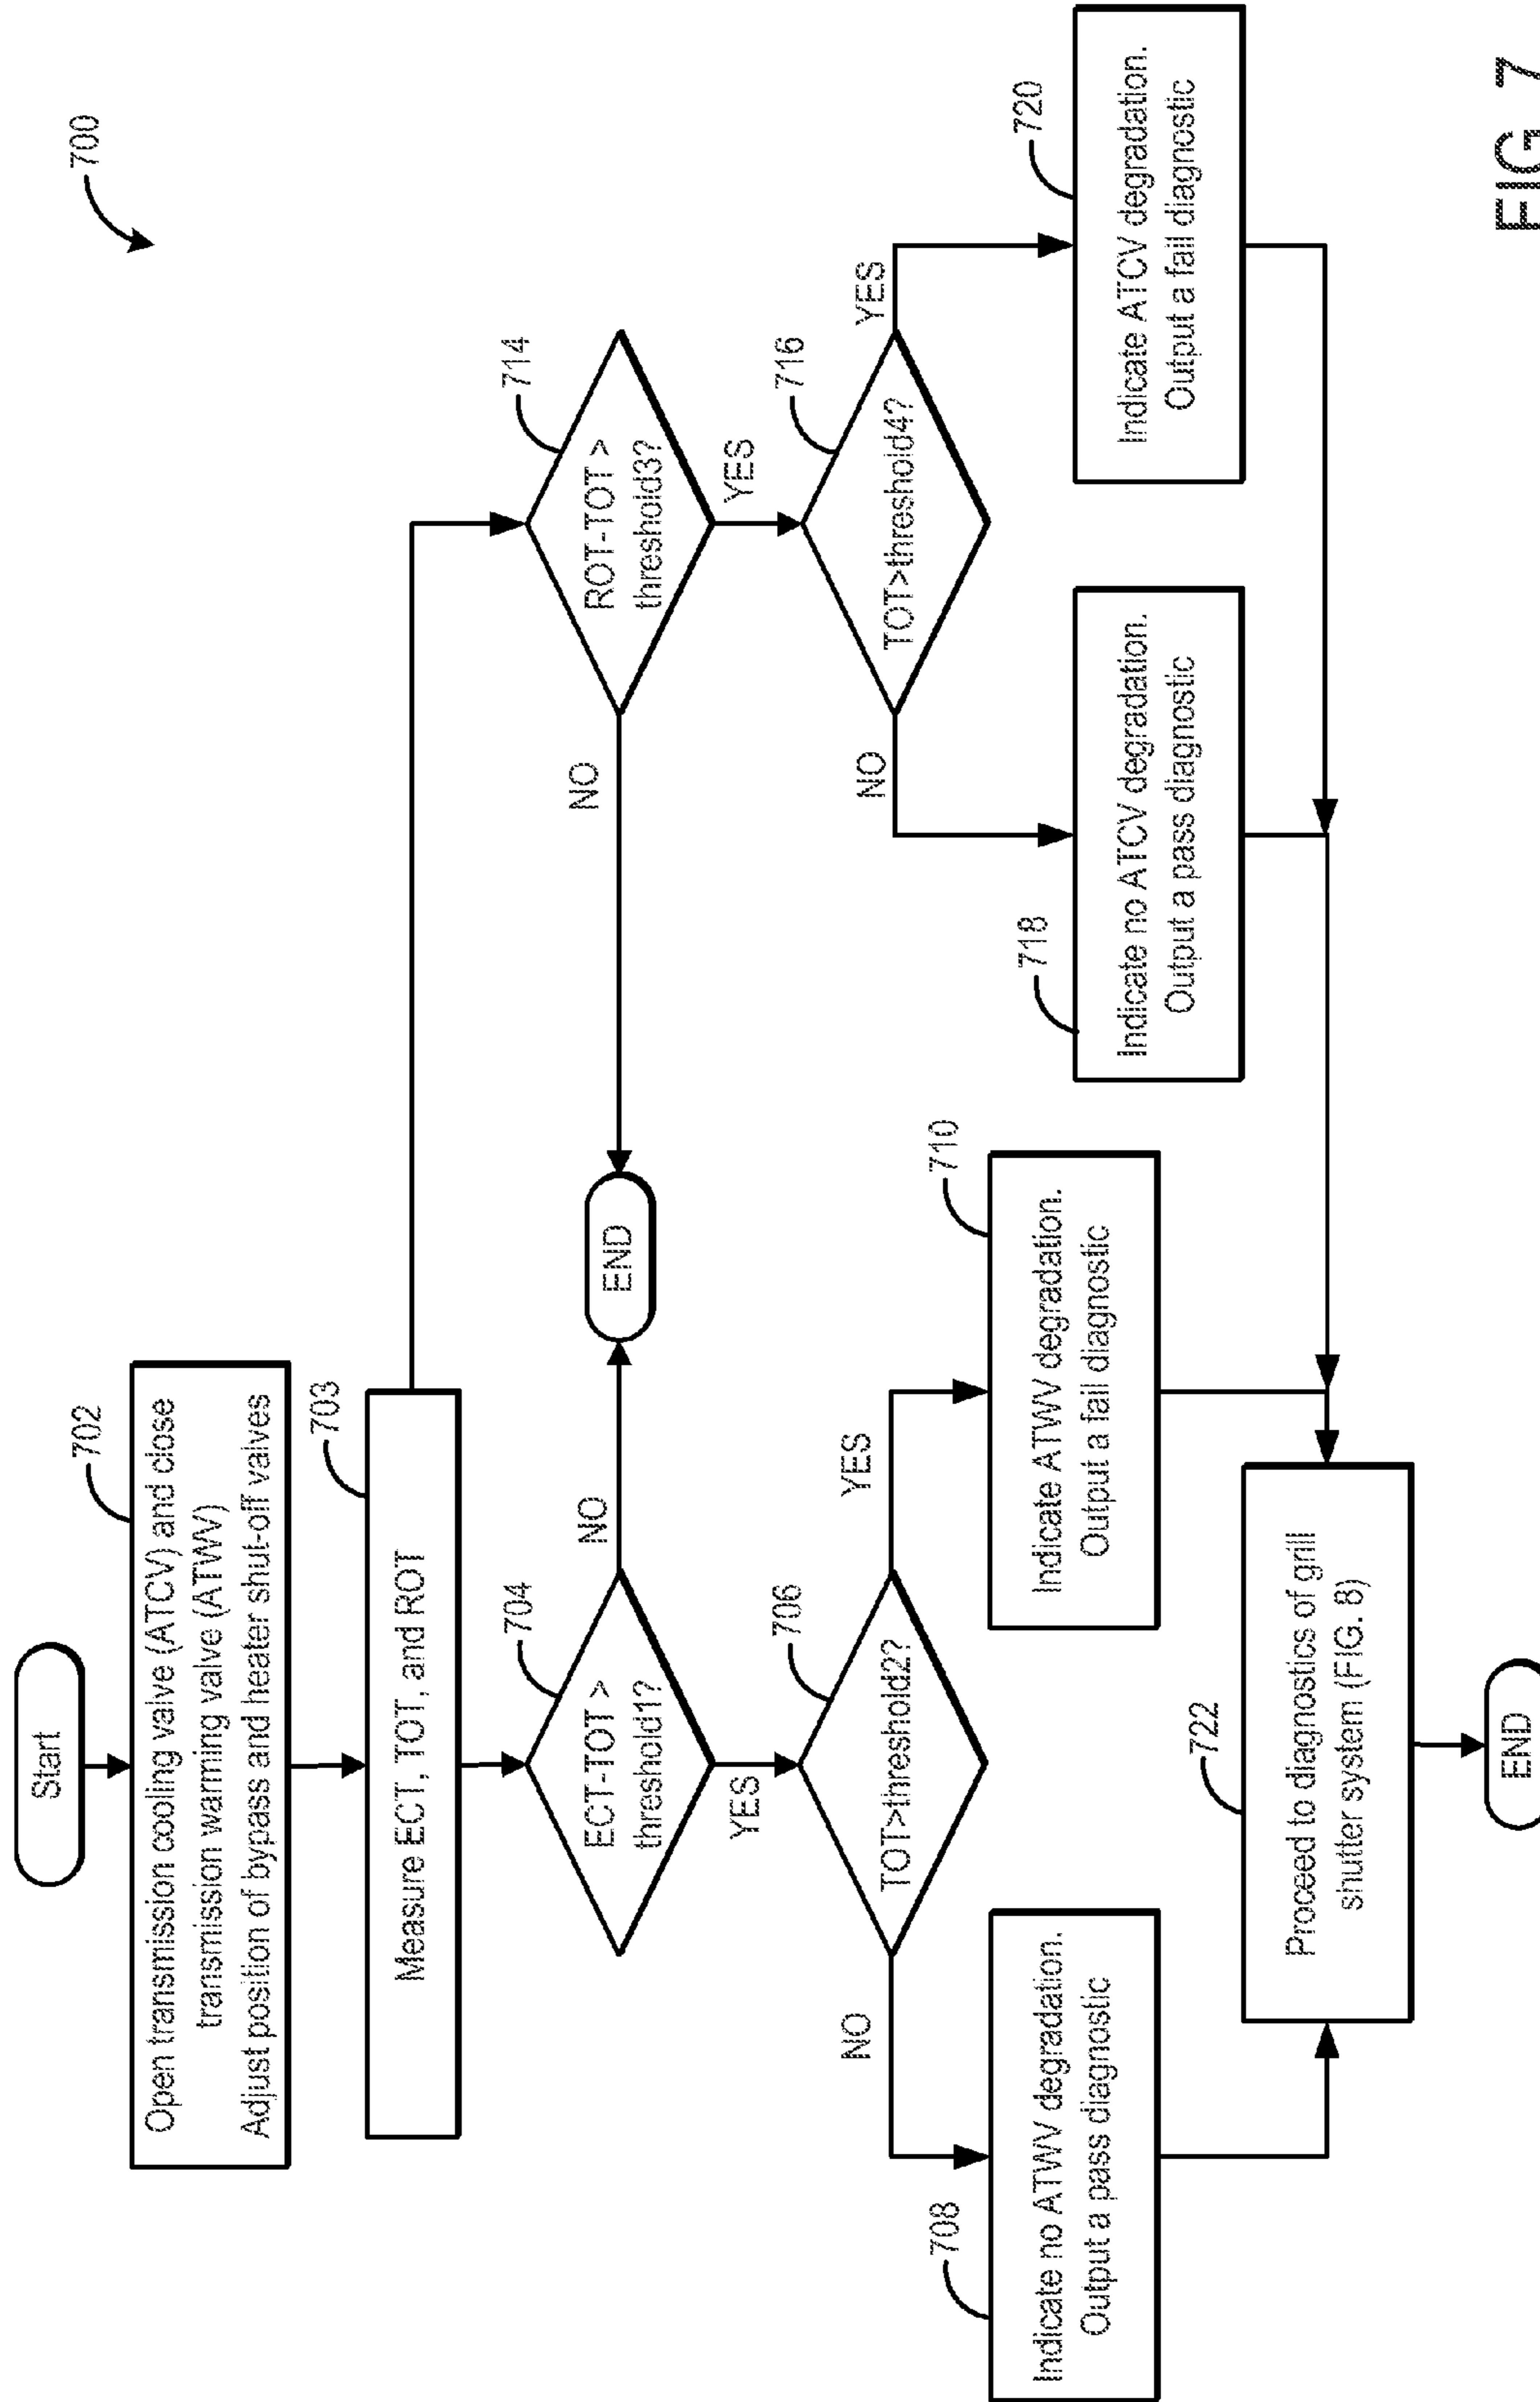 700
Start
702
Open transmission cooling valve (ATCV) and close
transmission warming valve (ATWV)
Adjust position of bypass and heater shut-off valves
703
Measure ECT, TOT, and ROT
704
ECT-TOT >
threshold1?
NO
END
NO
714
ROT-TOT >
threshold3?
YES
YES
706
TOT>threshold2?
716
TOT>threshold4?
NO
YES
NO
YES
708
Indicate no ATWV degradation.
Output a pass diagnostic
710
Indicate ATWV degradation.
Output a fail diagnostic
718
Indicate no ATCV degradation.
Output a pass diagnostic
720
Indicate ATCV degradation.
Output a fail diagnostic
722
Proceed to diagnostics of grill
shutter system (FIG. 8)
END
FIG. 7